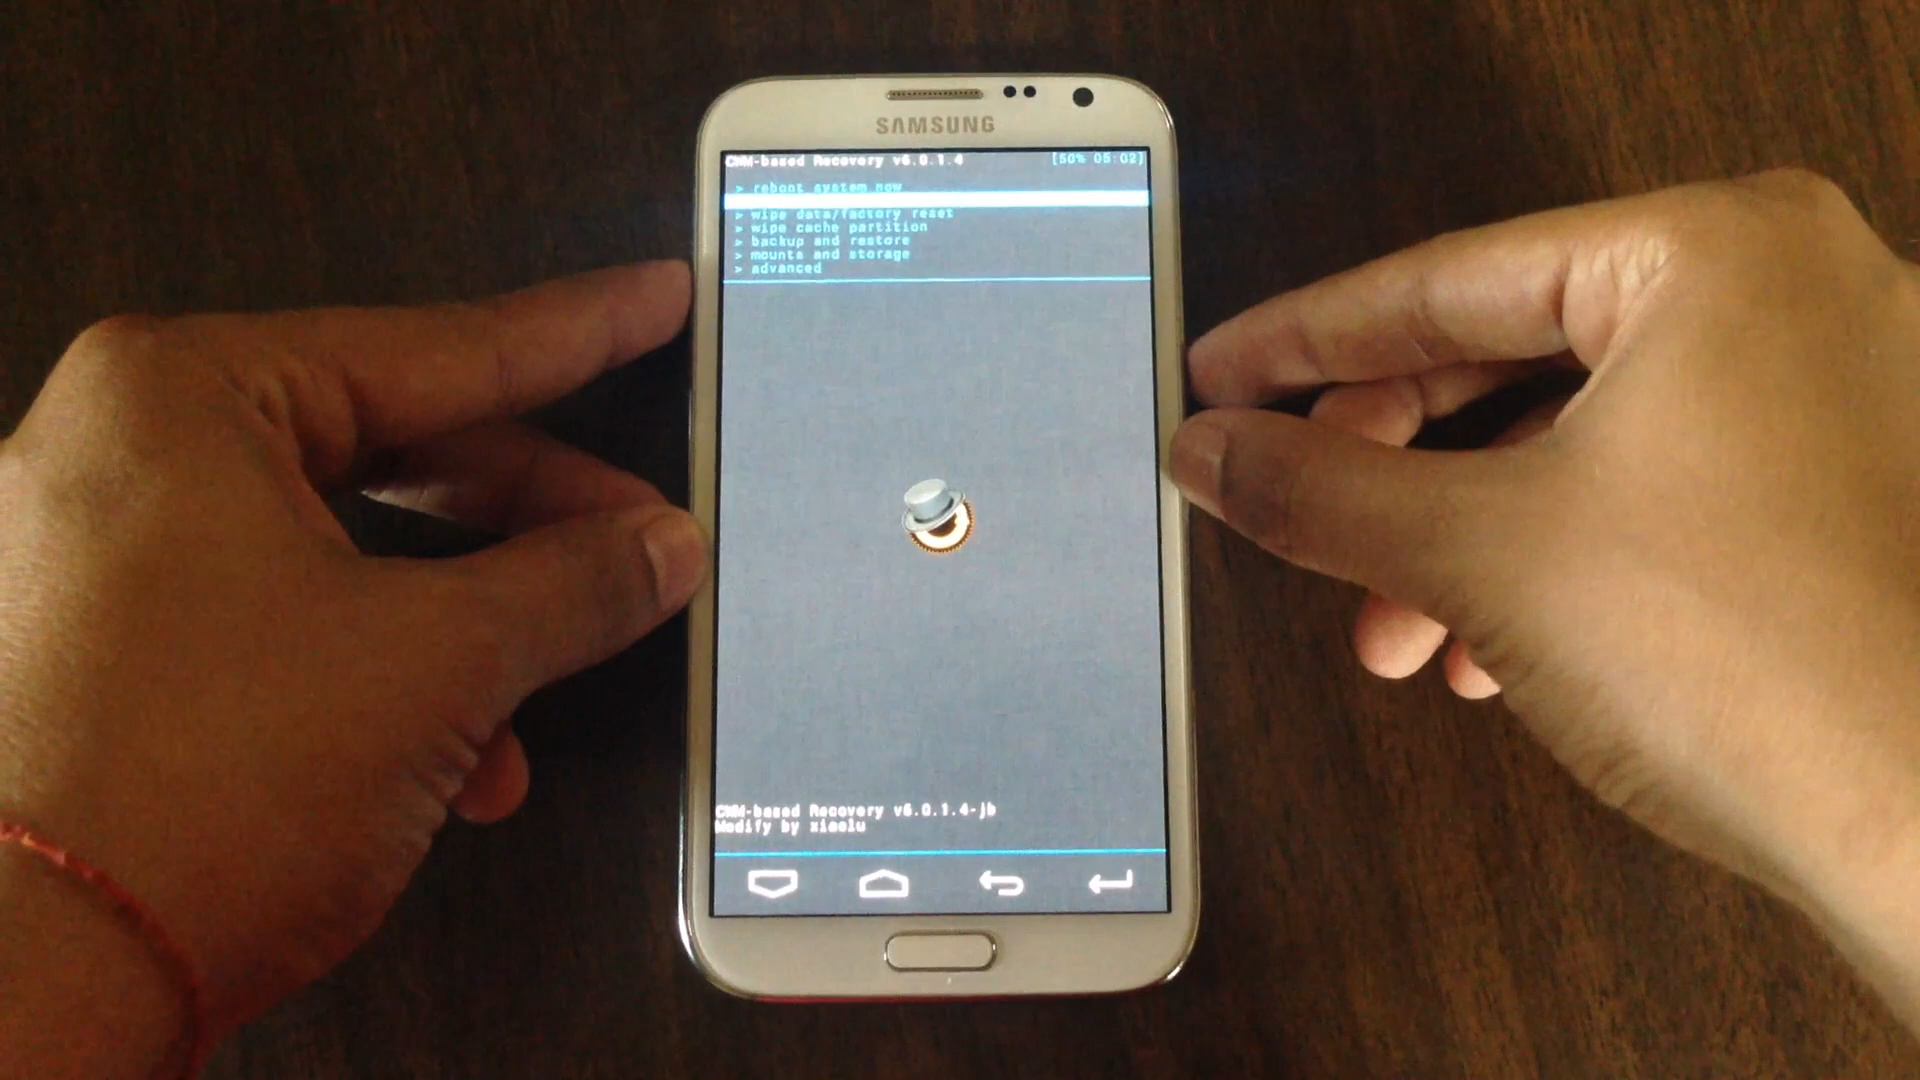 SAMSUNG
CWM-based Recovery v6.0.1.4 [50% 05:02]
> reboot system now
> wipe data/factory reset
> wipe cache partition
> backup and restore
> mounts and storage
> advanced
CWM-based Recovery v6.0.1.4-jb
Modify by xiaolu